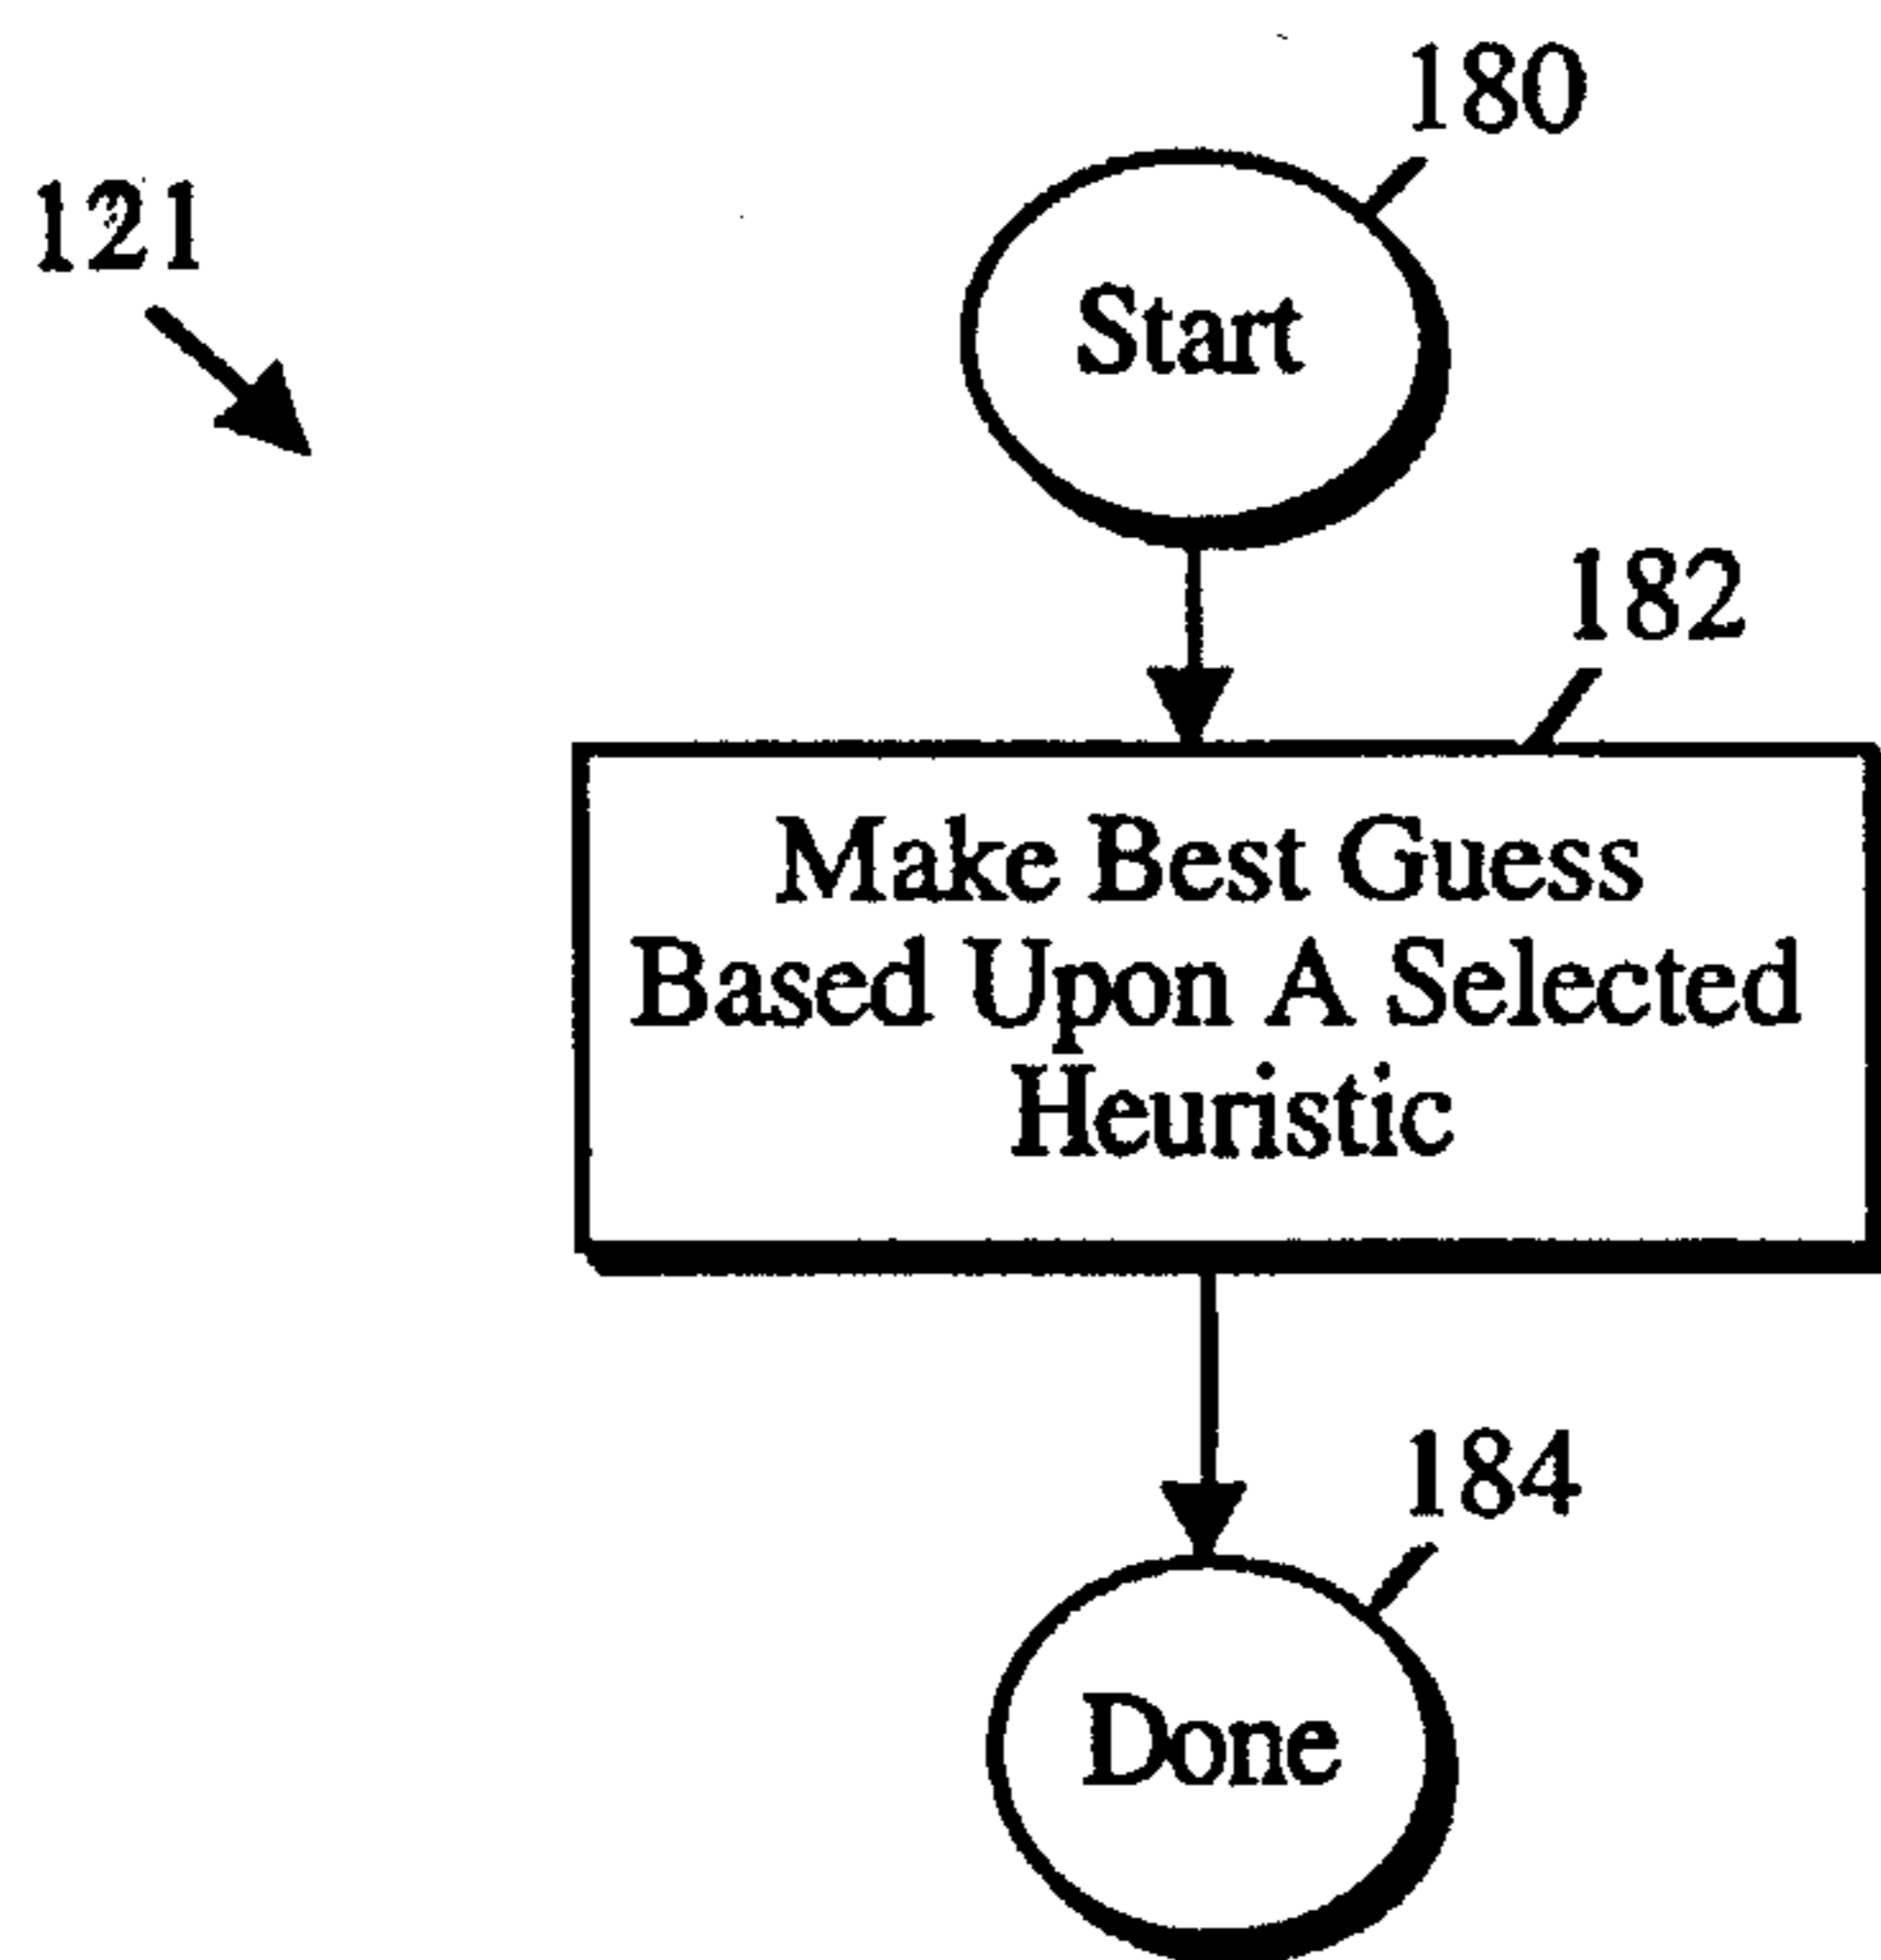 180
121
Start
182
Make Best Guess
Based Upon A Selected
Heuristic
184
Done